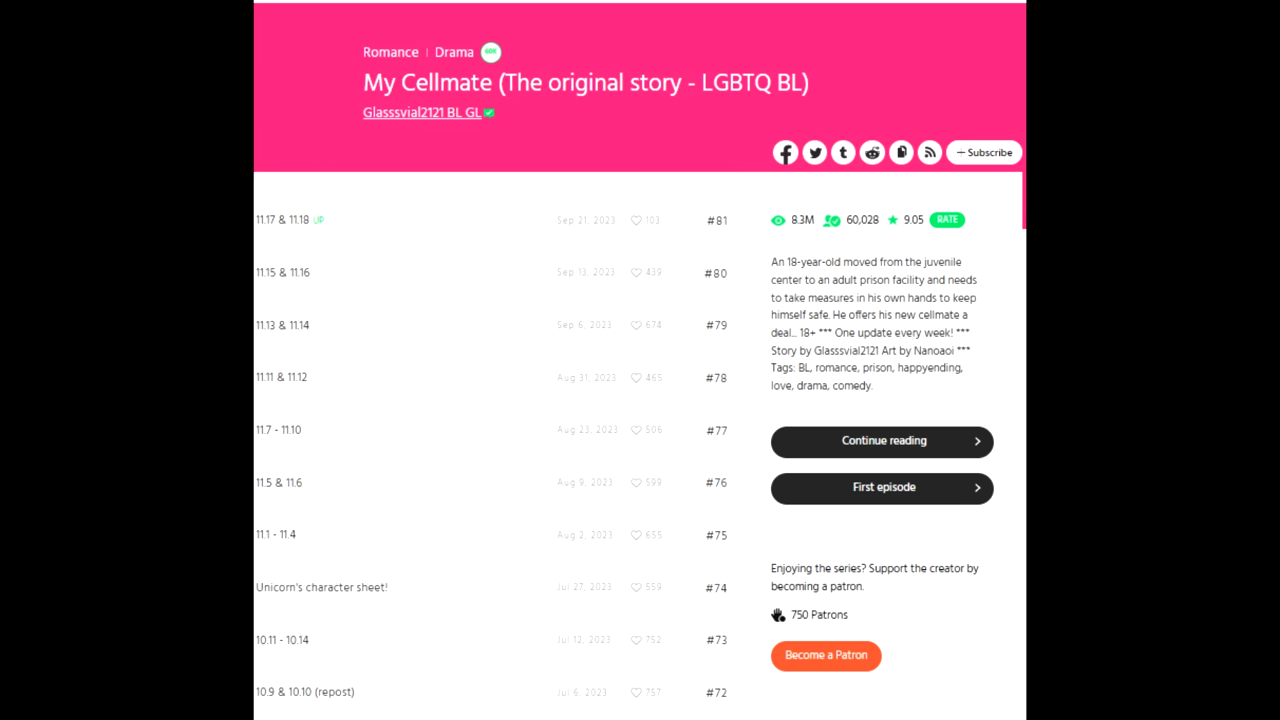 Romance | Drama
My Cellmate (The original story - LGBTQ BL)
Glasssvial2121 BL GL
+ Subscribe
11.17 & 11.18 UP Sep 21, 2023 103 #81
11.15 & 11.16 Sep 13, 2023 439 #80
11.13 & 11.14 Sep 6, 2023 674 #79
11.11 & 11.12 Aug 31, 2023 465 #78
11.7 - 11.10 Aug 23, 2023 506 #77
11.5 & 11.6 Aug 9, 2023 599 #76
11.1 - 11.4 Aug 2, 2023 655 #75
Unicorn's character sheet! Jul 27, 2023 559 #74
10.11 - 10.14 Jul 12, 2023 752 #73
10.9 & 10.10 (repost) Jul 6, 2023 757 #72
8.3M 60,028 9.05 RATE
An 18-year-old moved from the juvenile
center to an adult prison facility and needs
to take measures in his own hands to keep
himself safe. He offers his new cellmate a
deal... 18+ *** One update every week! ***
Story by Glasssvial2121 Art by Nanoaoi ***
Tags: BL, romance, prison, happyending,
love, drama, comedy.
Continue reading
First episode
Enjoying the series? Support the creator by
becoming a patron.
750 Patrons
Become a Patron